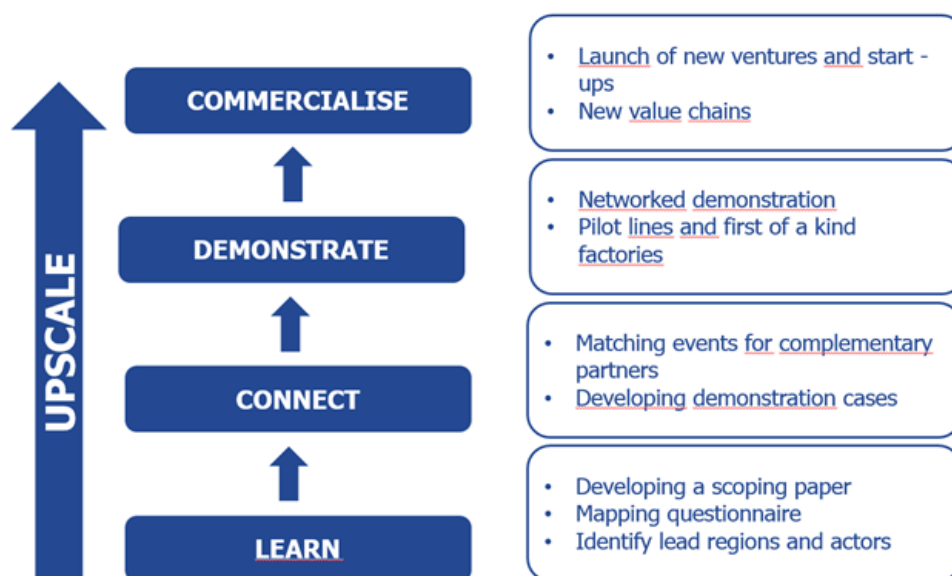 UPSCALE
COMMERCIALISE
• Launch of new ventures and start -
ups
• New value chains
DEMONSTRATE
• Networked demonstration
• Pilot lines and first of a kind
factories
CONNECT
• Matching events for complementary
partners
• Developing demonstration cases
LEARN
• Developing a scoping paper
• Mapping questionnaire
• Identify lead regions and actors